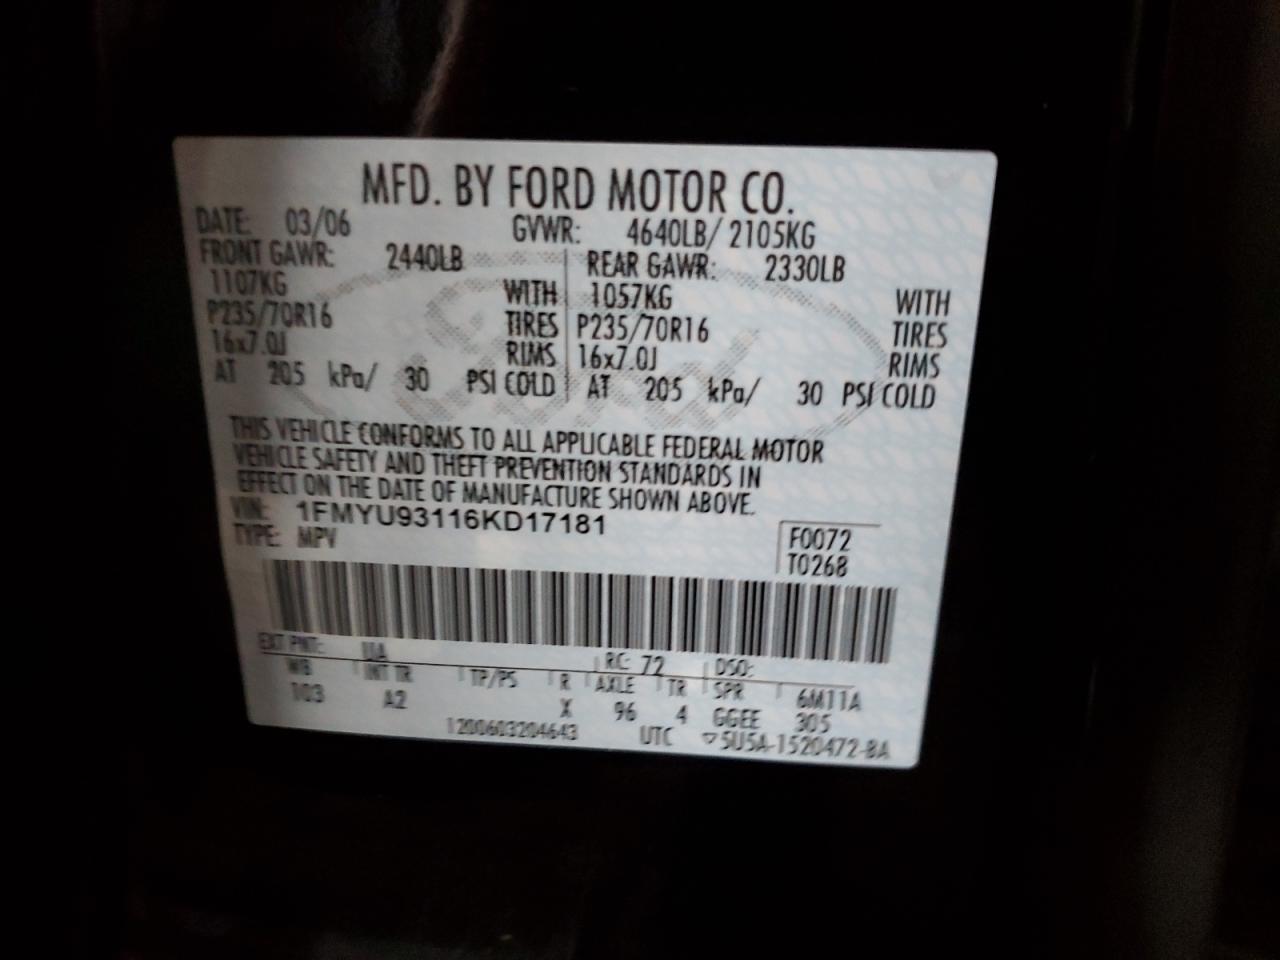 MFD. BY FORD MOTOR CO.
DATE: 03/06 GVWR: 4640LB/ 2105KG
FRONT GAWR: 2440LB REAR GAWR: 2330LB
1107KG WITH 1057KG WITH
P235/70R16 TIRES P235/70R16 TIRES
16x7.0J RIMS 16x7.0J RIMS
AT 205 kPa/ 30 PSI COLD AT 205 kPa/ 30 PSI COLD
THIS VEHICLE CONFORMS TO ALL APPLICABLE FEDERAL MOTOR
VEHICLE SAFETY AND THEFT PREVENTION STANDARDS IN
EFFECT ON THE DATE OF MANUFACTURE SHOWN ABOVE.
VIN: 1FMYU93116KD17181
TYPE: MPV F0072
T0268
EXT PNT: UA RC: 72 DSO:
WB INT TR TP/PS R AXLE TR SPR 6M11A
103 A2 X 96 4 GGEE 305
1200603204643 UTC ▽5U5A-1520472-BA